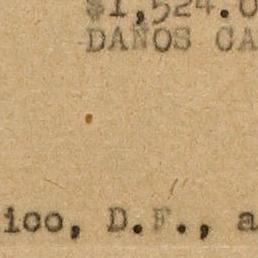 $1,524.0
DAÑOS CA
ico, D.F., a